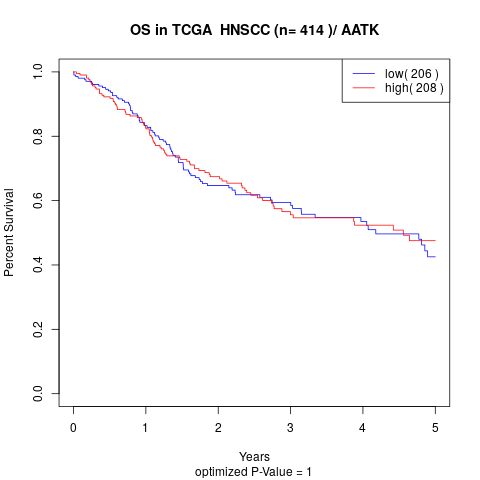 OS in TCGA  HNSCC (n= 414 )/ AATK
low( 206 )
high( 208 )
Percent Survival
1.0
0.8
0.6
0.4
0.2
0.0
0 1 2 3 4 5
Years
optimized P-Value = 1